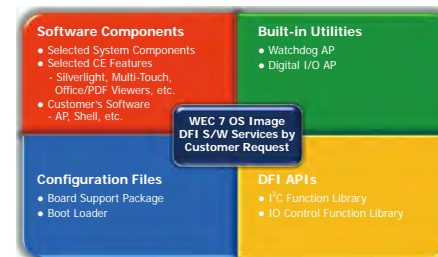 Software Components
● Selected System Components
● Selected CE Features
- Silverlight, Multi-Touch,
Office/PDF Viewers, etc.
● Customer's Software
- AP, Shell, etc.
Built-in Utilities
● Watchdog AP
● Digital I/O AP
WEC 7 OS Image
DFI S/W Services by
Customer Request
Configuration Files
● Board Support Package
● Boot Loader
DFI APIs
● I²C Function Library
● IO Control Function Library